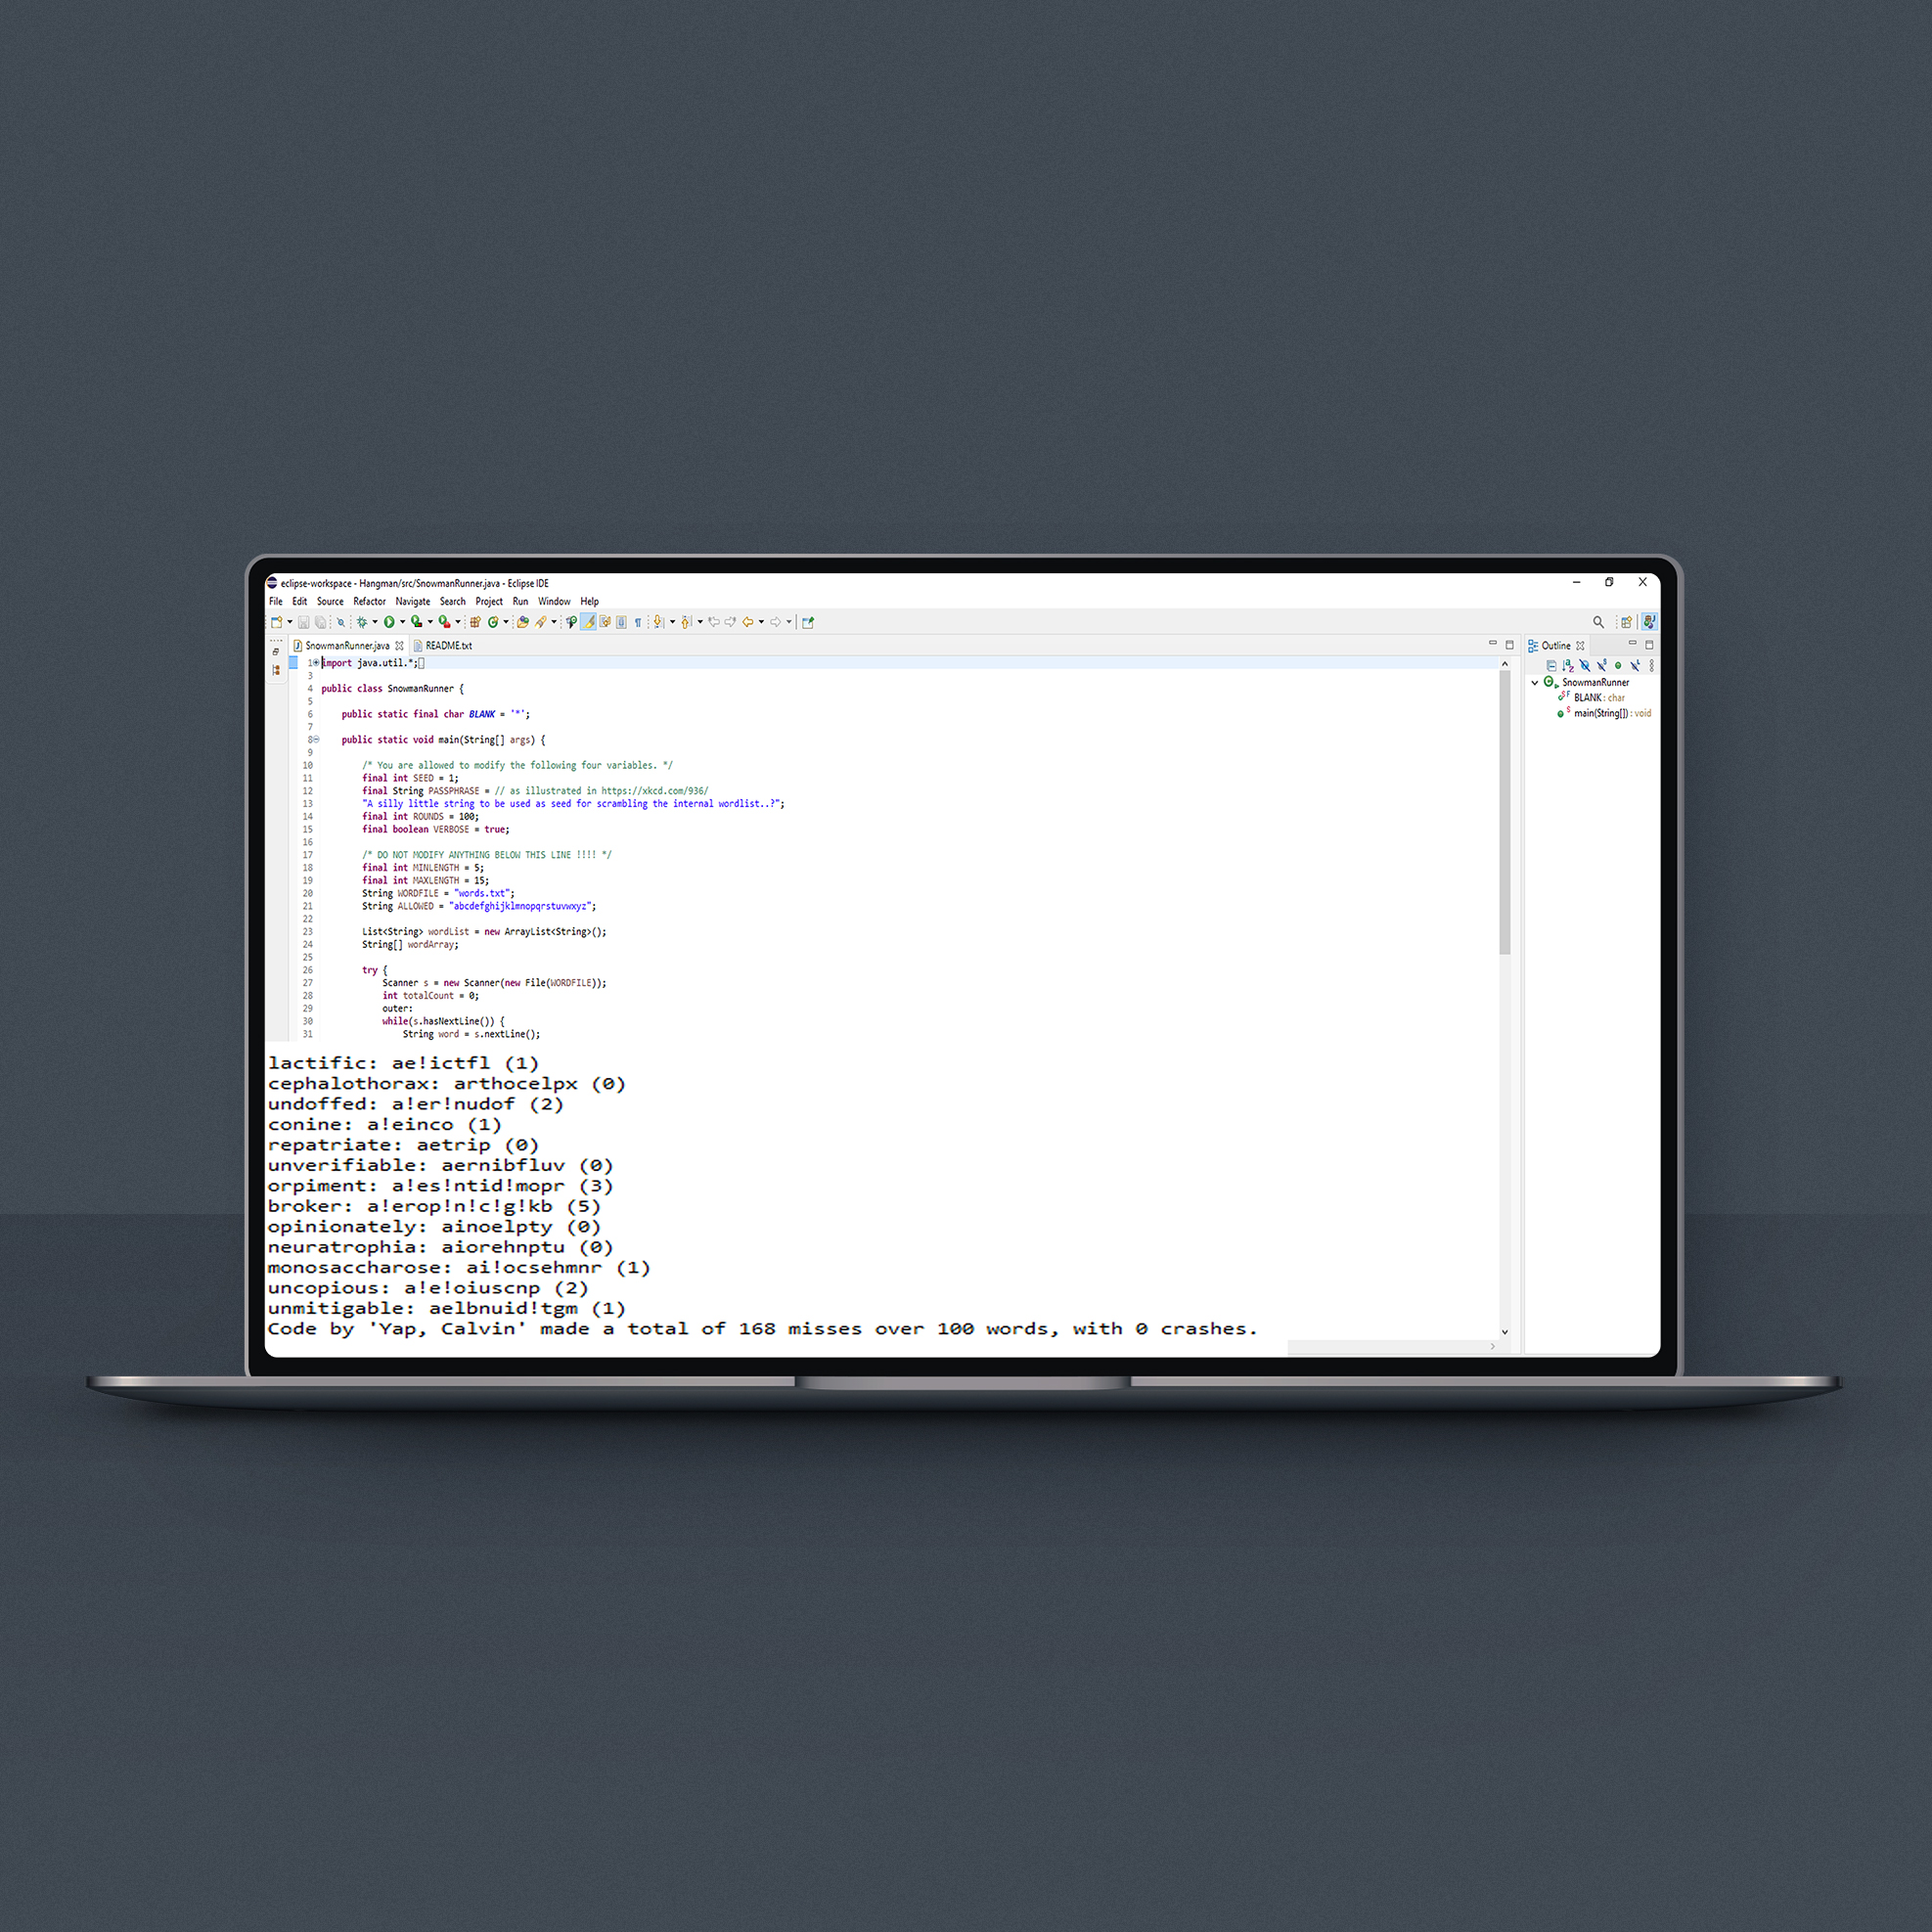 eclipse-workspace - Hangman/src/SnowmanRunner.java - Eclipse IDE
File Edit Source Refactor Navigate Search Project Run Window Help
SnowmanRunner.java README.txt
1 import java.util.*;
3
4 public class SnowmanRunner {
5
6 public static final char BLANK = '*';
7
8 public static void main(String[] args) {
9
10 /* You are allowed to modify the following four variables. */
11 final int SEED = 1;
12 final String PASSPHRASE = // as illustrated in https://xkcd.com/936/
13 "A silly little string to be used as seed for scrambling the internal wordlist..?";
14 final int ROUNDS = 100;
15 final boolean VERBOSE = true;
16
17 /* DO NOT MODIFY ANYTHING BELOW THIS LINE !!!! */
18 final int MINLENGTH = 5;
19 final int MAXLENGTH = 15;
20 String WORDFILE = "words.txt";
21 String ALLOWED = "abcdefghijklmnopqrstuvwxyz";
22
23 List<String> wordList = new ArrayList<String>();
24 String[] wordArray;
25
26 try {
27 Scanner s = new Scanner(new File(WORDFILE));
28 int totalCount = 0;
29 outer:
30 while(s.hasNextLine()) {
31 String word = s.nextLine();
Outline
SnowmanRunner
BLANK : char
main(String[]) : void
lactific: ae!ictfl (1)
cephalothorax: arthocelpx (0)
undoffed: a!er!nudof (2)
conine: a!einco (1)
repatriate: aetrip (0)
unverifiable: aernibfluv (0)
orpiment: a!es!ntid!mopr (3)
broker: a!erop!n!c!g!kb (5)
opinionately: ainoelpty (0)
neuratrophia: aiorehnptu (0)
monosaccharose: ai!ocsehmnr (1)
uncopious: a!e!oiuscnp (2)
unmitigable: aelbnuid!tgm (1)
Code by 'Yap, Calvin' made a total of 168 misses over 100 words, with 0 crashes.